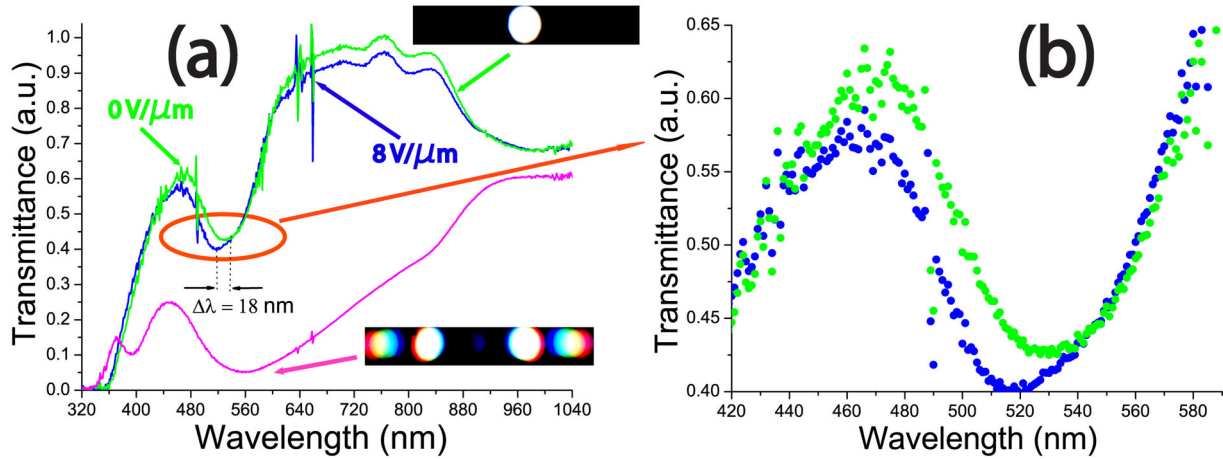 (a)
1.0
0.9
0.8
0.7
0.6
0.5
0.4
0.3
0.2
0.1
0.0
Transmittance (a.u.)
0V/μm
8V/μm
Δλ = 18 nm
320 400 480 560 640 720 800 880 960 1040
Wavelength (nm)
(b)
0.65
0.60
0.55
0.50
0.45
0.40
Transmittance (a.u.)
420 440 460 480 500 520 540 560 580
Wavelength (nm)